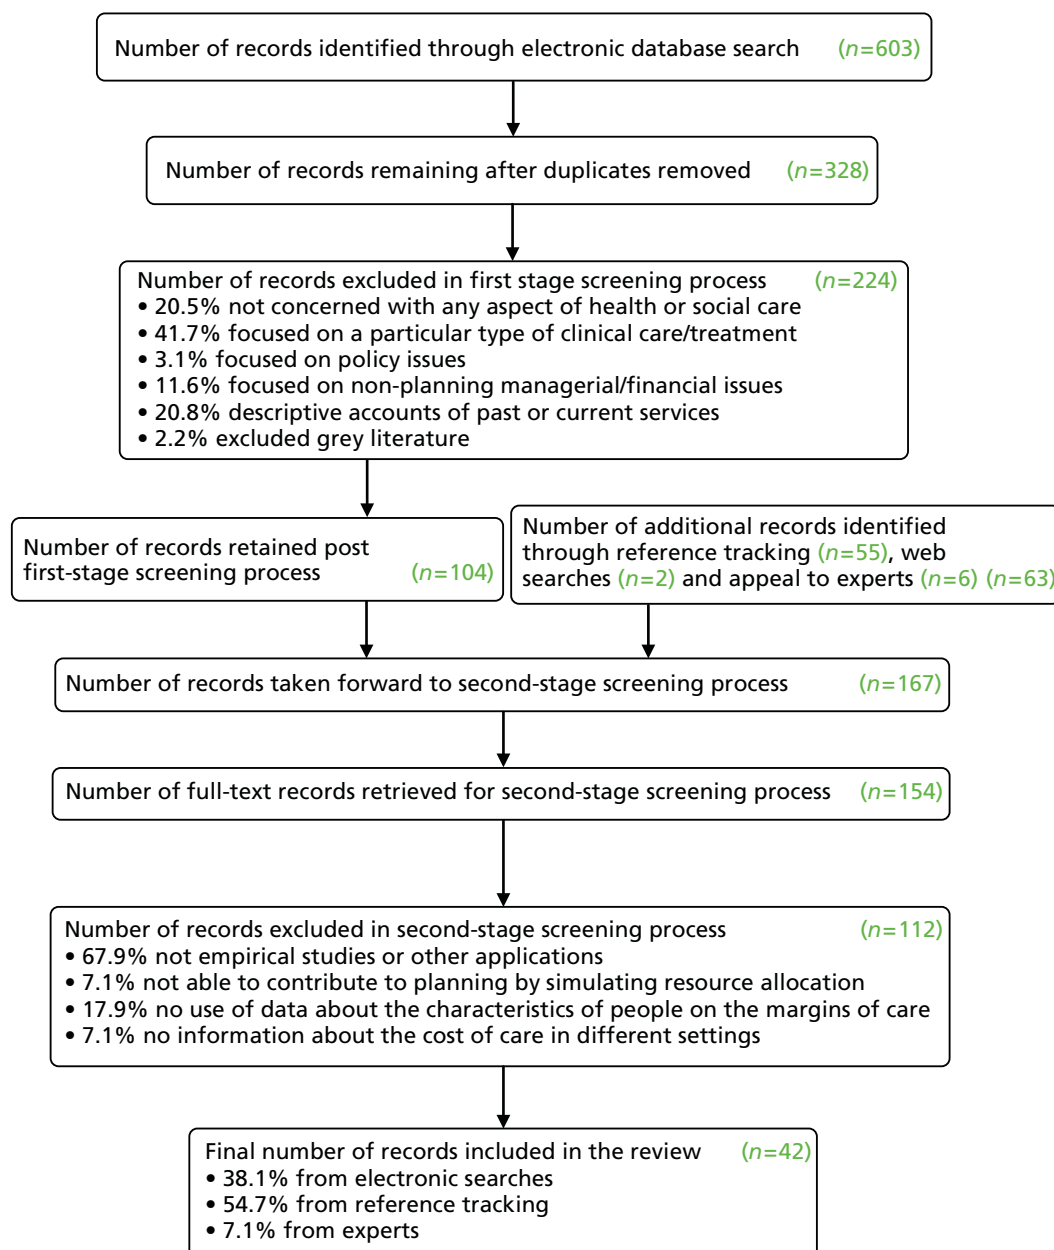 Number of records identified through electronic database search (n=603)
Number of records remaining after duplicates removed (n=328)
Number of records excluded in first stage screening process (n=224)
• 20.5% not concerned with any aspect of health or social care
• 41.7% focused on a particular type of clinical care/treatment
• 3.1% focused on policy issues
• 11.6% focused on non-planning managerial/financial issues
• 20.8% descriptive accounts of past or current services
• 2.2% excluded grey literature
Number of records retained post
first-stage screening process (n=104)
Number of additional records identified
through reference tracking (n=55), web
searches (n=2) and appeal to experts (n=6) (n=63)
Number of records taken forward to second-stage screening process (n=167)
Number of full-text records retrieved for second-stage screening process (n=154)
Number of records excluded in second-stage screening process (n=112)
• 67.9% not empirical studies or other applications
• 7.1% not able to contribute to planning by simulating resource allocation
• 17.9% no use of data about the characteristics of people on the margins of care
• 7.1% no information about the cost of care in different settings
Final number of records included in the review (n=42)
• 38.1% from electronic searches
• 54.7% from reference tracking
• 7.1% from experts